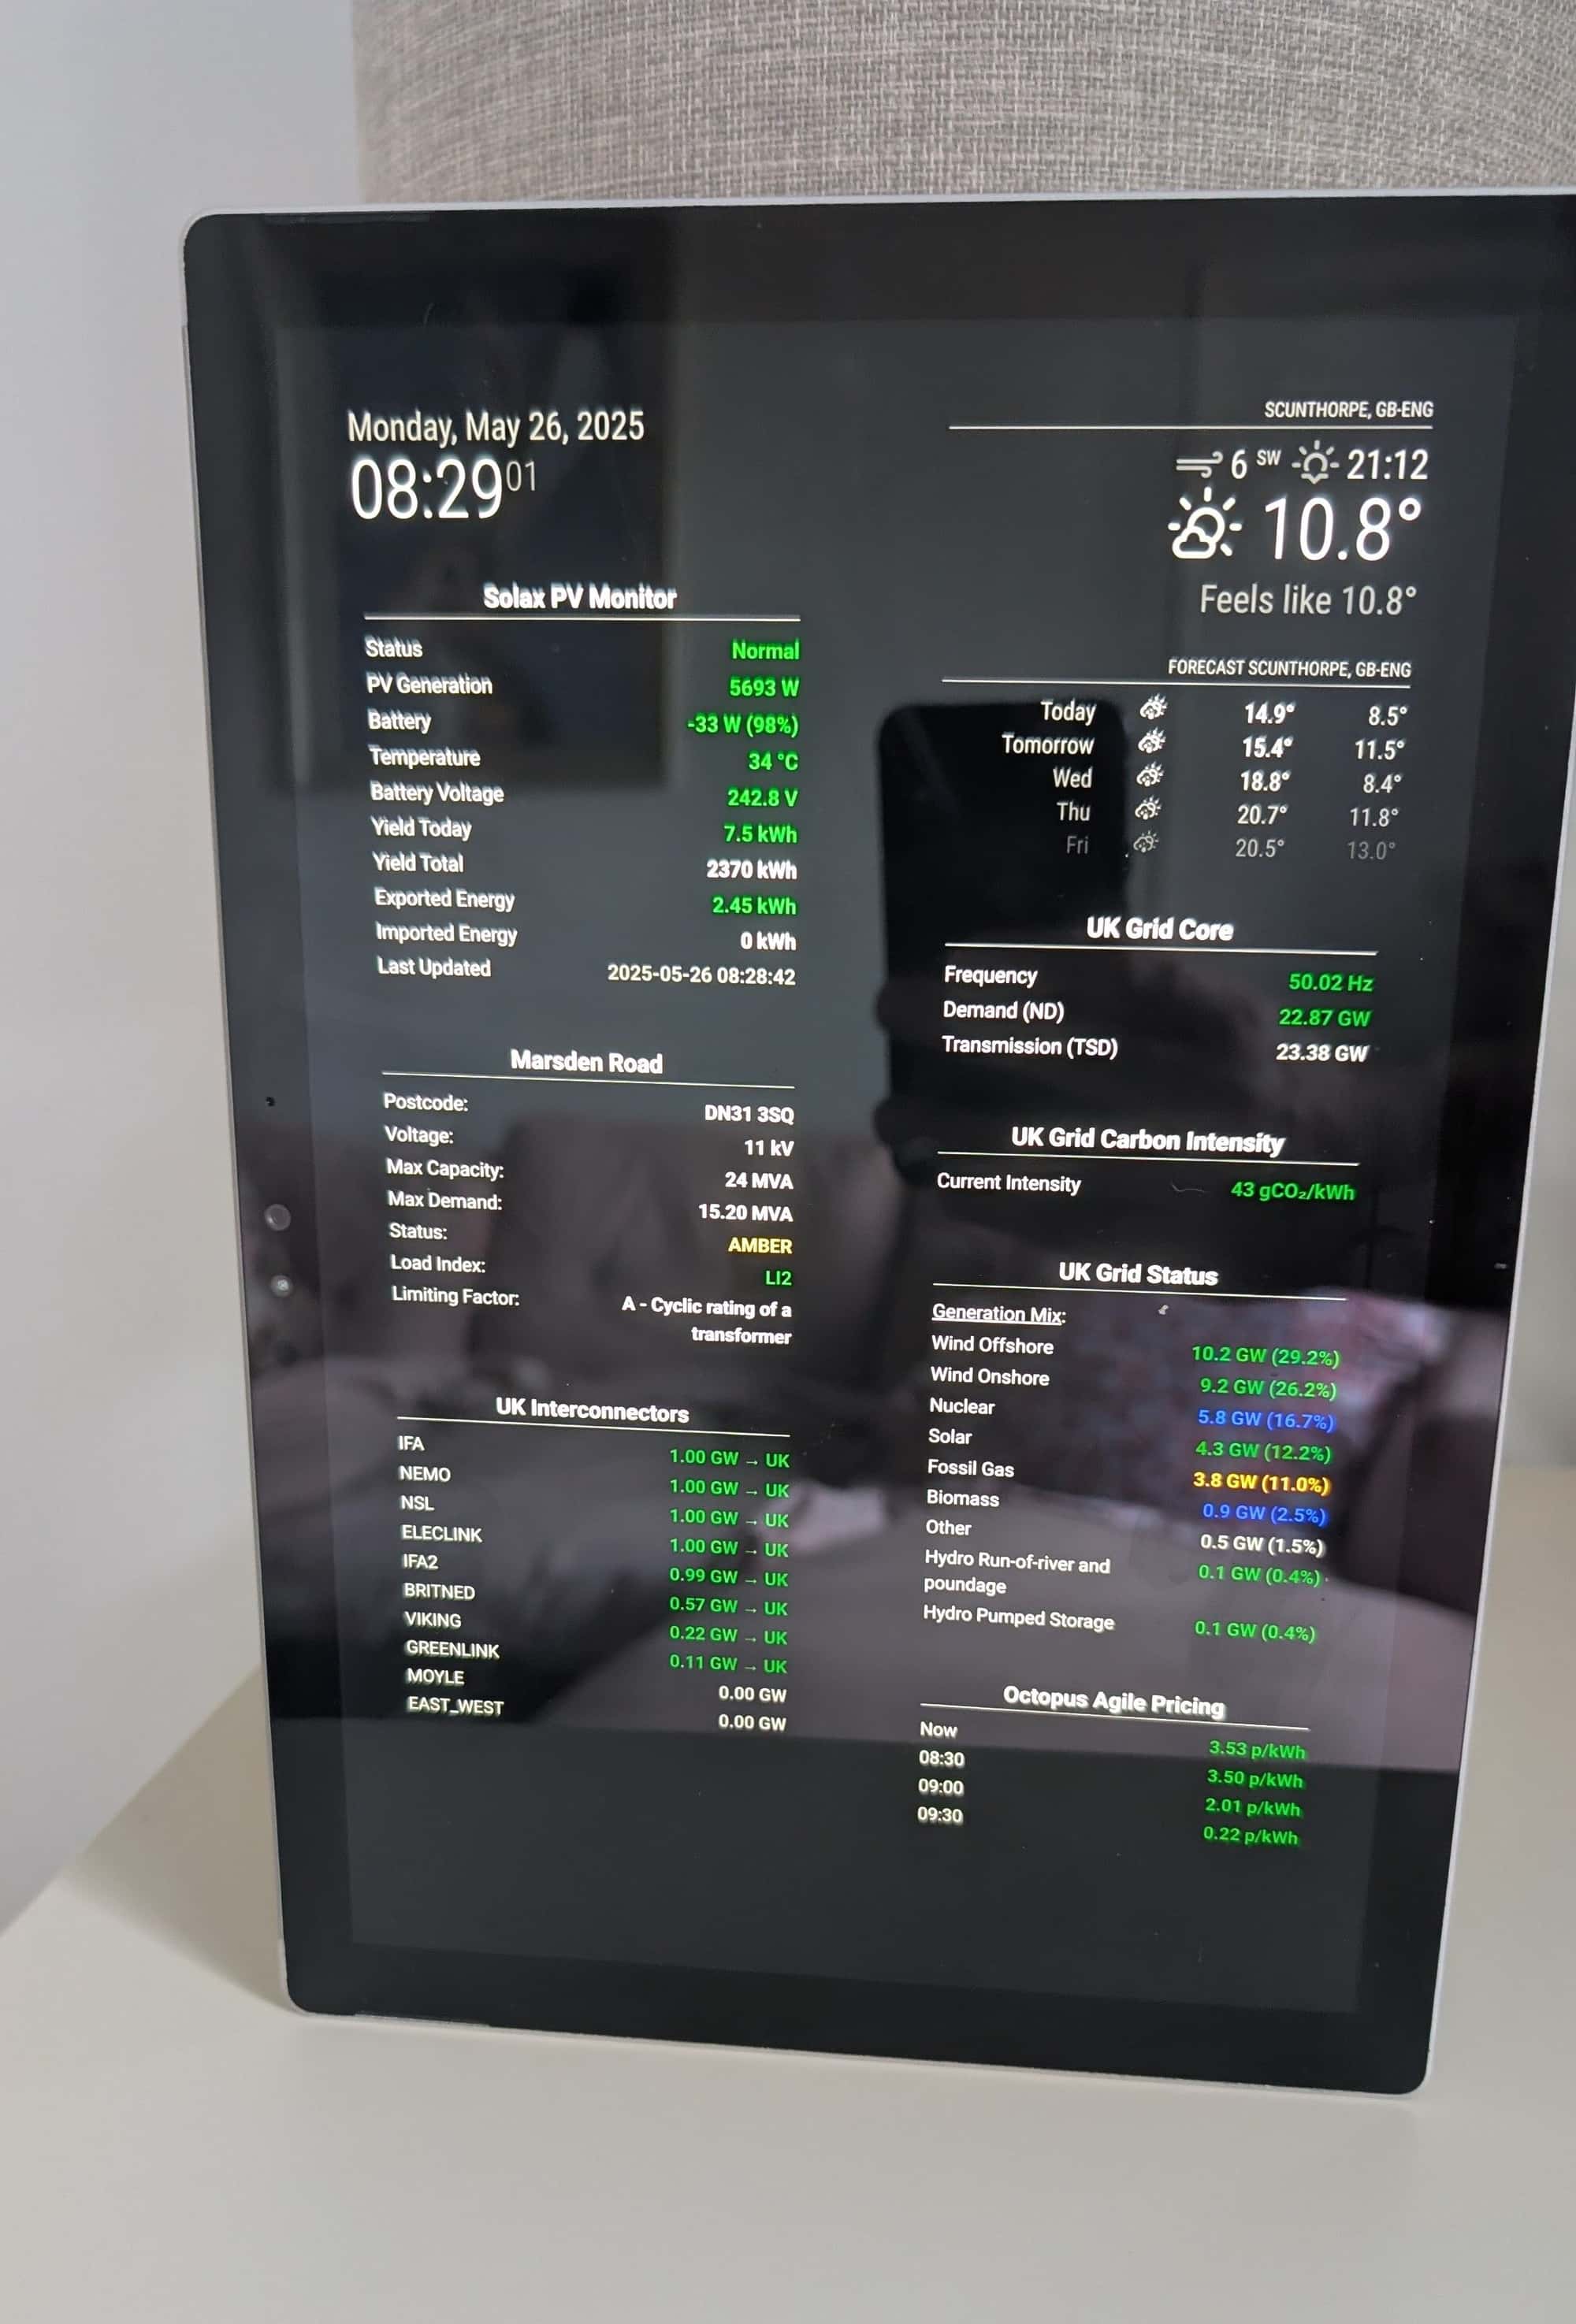 Monday, May 26, 2025
08:29 01
Solax PV Monitor
Status Normal
PV Generation 5693 W
Battery -33 W (98%)
Temperature 34 °C
Battery Voltage 242.8 V
Yield Today 7.5 kWh
Yield Total 2370 kWh
Exported Energy 2.45 kWh
Imported Energy 0 kWh
Last Updated 2025-05-26 08:28:42
Marsden Road
Postcode: DN31 3SQ
Voltage: 11 kV
Max Capacity: 24 MVA
Max Demand: 15.20 MVA
Status: AMBER
Load Index: LI2
Limiting Factor: A - Cyclic rating of a
transformer
UK Interconnectors
IFA 1.00 GW → UK
NEMO 1.00 GW → UK
NSL 1.00 GW → UK
ELECLINK 1.00 GW → UK
IFA2 0.99 GW → UK
BRITNED 0.57 GW → UK
VIKING 0.22 GW → UK
GREENLINK 0.11 GW → UK
MOYLE 0.00 GW
EAST_WEST 0.00 GW
SCUNTHORPE, GB-ENG
6 SW 21:12
10.8°
Feels like 10.8°
FORECAST SCUNTHORPE, GB-ENG
Today 14.9° 8.5°
Tomorrow 15.4° 11.5°
Wed 18.8° 8.4°
Thu 20.7° 11.8°
Fri 20.5° 13.0°
UK Grid Core
Frequency 50.02 Hz
Demand (ND) 22.87 GW
Transmission (TSD) 23.38 GW
UK Grid Carbon Intensity
Current Intensity 43 gCO₂/kWh
UK Grid Status
Generation Mix:
Wind Offshore 10.2 GW (29.2%)
Wind Onshore 9.2 GW (26.2%)
Nuclear 5.8 GW (16.7%)
Solar 4.3 GW (12.2%)
Fossil Gas 3.8 GW (11.0%)
Biomass 0.9 GW (2.5%)
Other 0.5 GW (1.5%)
Hydro Run-of-river and 0.1 GW (0.4%)
poundage
Hydro Pumped Storage 0.1 GW (0.4%)
Octopus Agile Pricing
Now 3.53 p/kWh
08:30 3.50 p/kWh
09:00 2.01 p/kWh
09:30 0.22 p/kWh